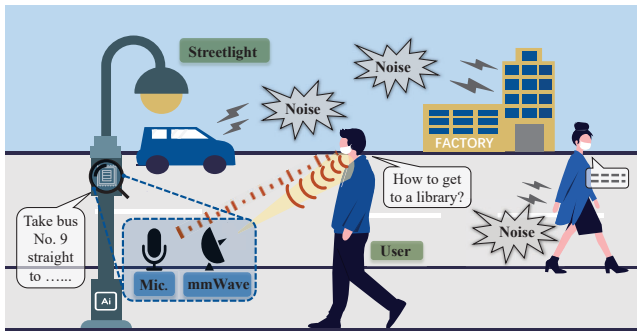 Streetlight
Noise
Noise
FACTORY
How to get
to a library?
Take bus
No. 9
straight
to …...
Noise
User
Mic.
mmWave
Ai